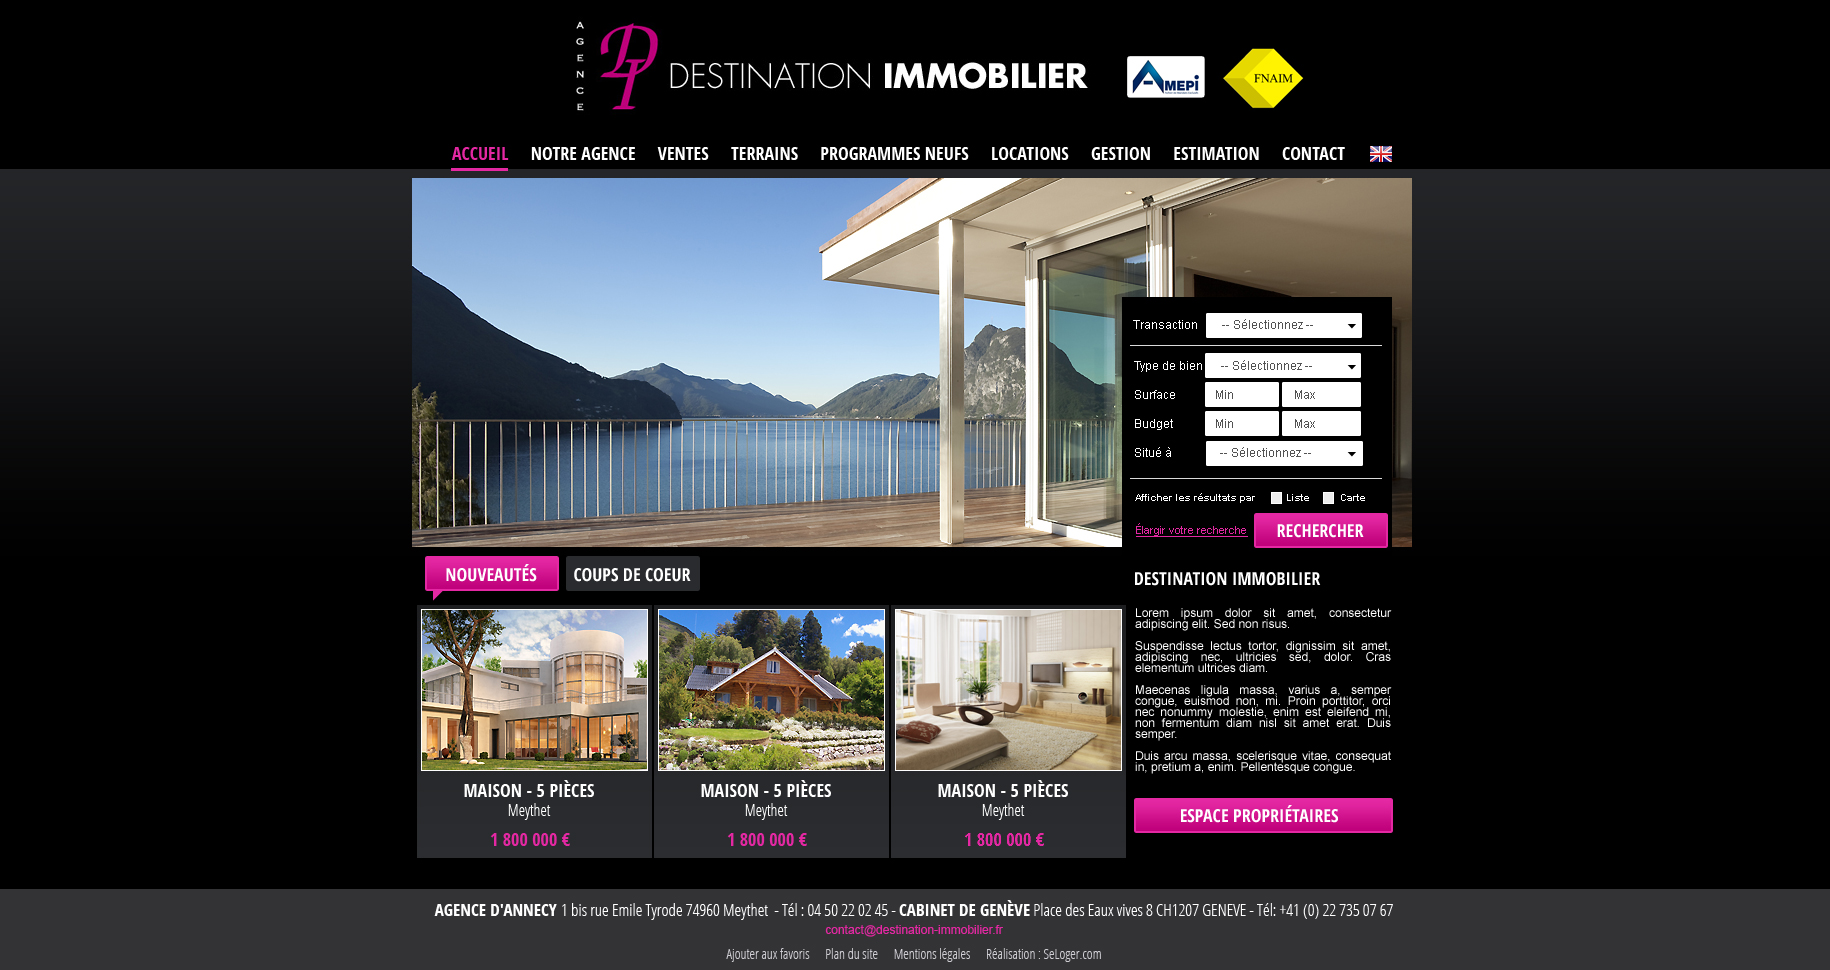 AGENCE
DI DESTINATION IMMOBILIER
AMEPI
FNAIM
ACCUEIL NOTRE AGENCE VENTES TERRAINS PROGRAMMES NEUFS LOCATIONS GESTION ESTIMATION CONTACT
Transaction -- Sélectionnez --
Type de bien -- Sélectionnez --
Surface Min Max
Budget Min Max
Situé à -- Sélectionnez --
Afficher les résultats par Liste Carte
Élargir votre recherche RECHERCHER
NOUVEAUTÉS COUPS DE COEUR
MAISON - 5 PIÈCES
Meythet
1 800 000 €
MAISON - 5 PIÈCES
Meythet
1 800 000 €
MAISON - 5 PIÈCES
Meythet
1 800 000 €
DESTINATION IMMOBILIER
Lorem ipsum dolor sit amet, consectetur
adipiscing elit. Sed non risus.
Suspendisse lectus tortor, dignissim sit amet,
adipiscing nec, ultricies sed, dolor. Cras
elementum ultrices diam.
Maecenas ligula massa, varius a, semper
congue, euismod non, mi. Proin porttitor, orci
nec nonummy molestie, enim est eleifend mi,
non fermentum diam nisl sit amet erat. Duis
semper.
Duis arcu massa, scelerisque vitae, consequat
in, pretium a, enim. Pellentesque congue.
ESPACE PROPRIÉTAIRES
AGENCE D'ANNECY 1 bis rue Emile Tyrode 74960 Meythet - Tél : 04 50 22 02 45 - CABINET DE GENÈVE Place des Eaux vives 8 CH1207 GENEVE - Tél: +41 (0) 22 735 07 67
contact@destination-immobilier.fr
Ajouter aux favoris Plan du site Mentions légales Réalisation : SeLoger.com